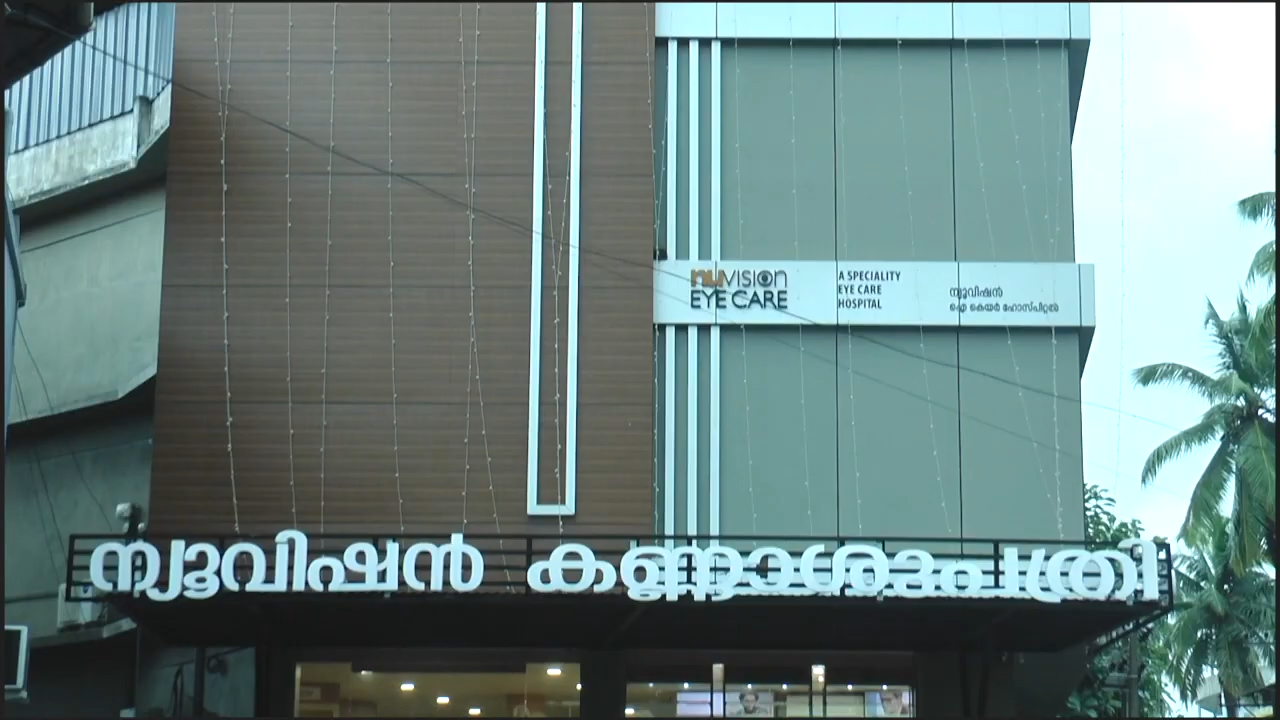 nuvision
EYE CARE
A SPECIALITY
EYE CARE
HOSPITAL
ന്യൂവിഷൻ
ഐ കെയർ ഹോസ്പിറ്റൽ
ന്യൂവിഷൻ കണ്ണാശുപത്രി